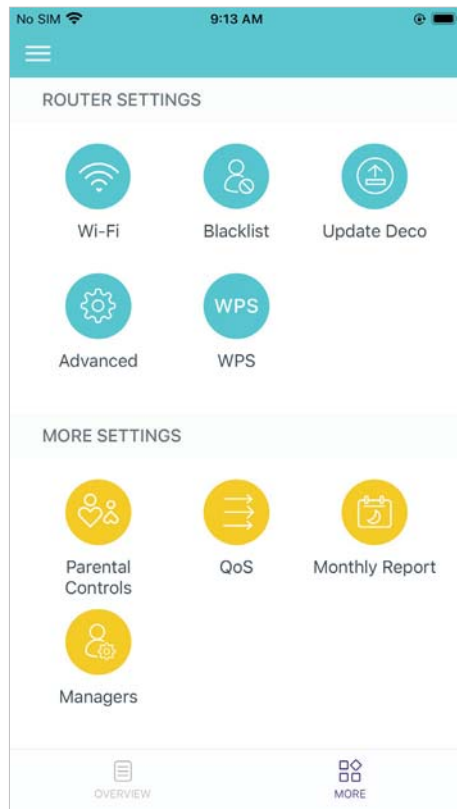 No SIM 9:13 AM
ROUTER SETTINGS
Wi-Fi Blacklist Update Deco
WPS
Advanced WPS
MORE SETTINGS
Parental Controls QoS Monthly Report
Managers
OVERVIEW MORE